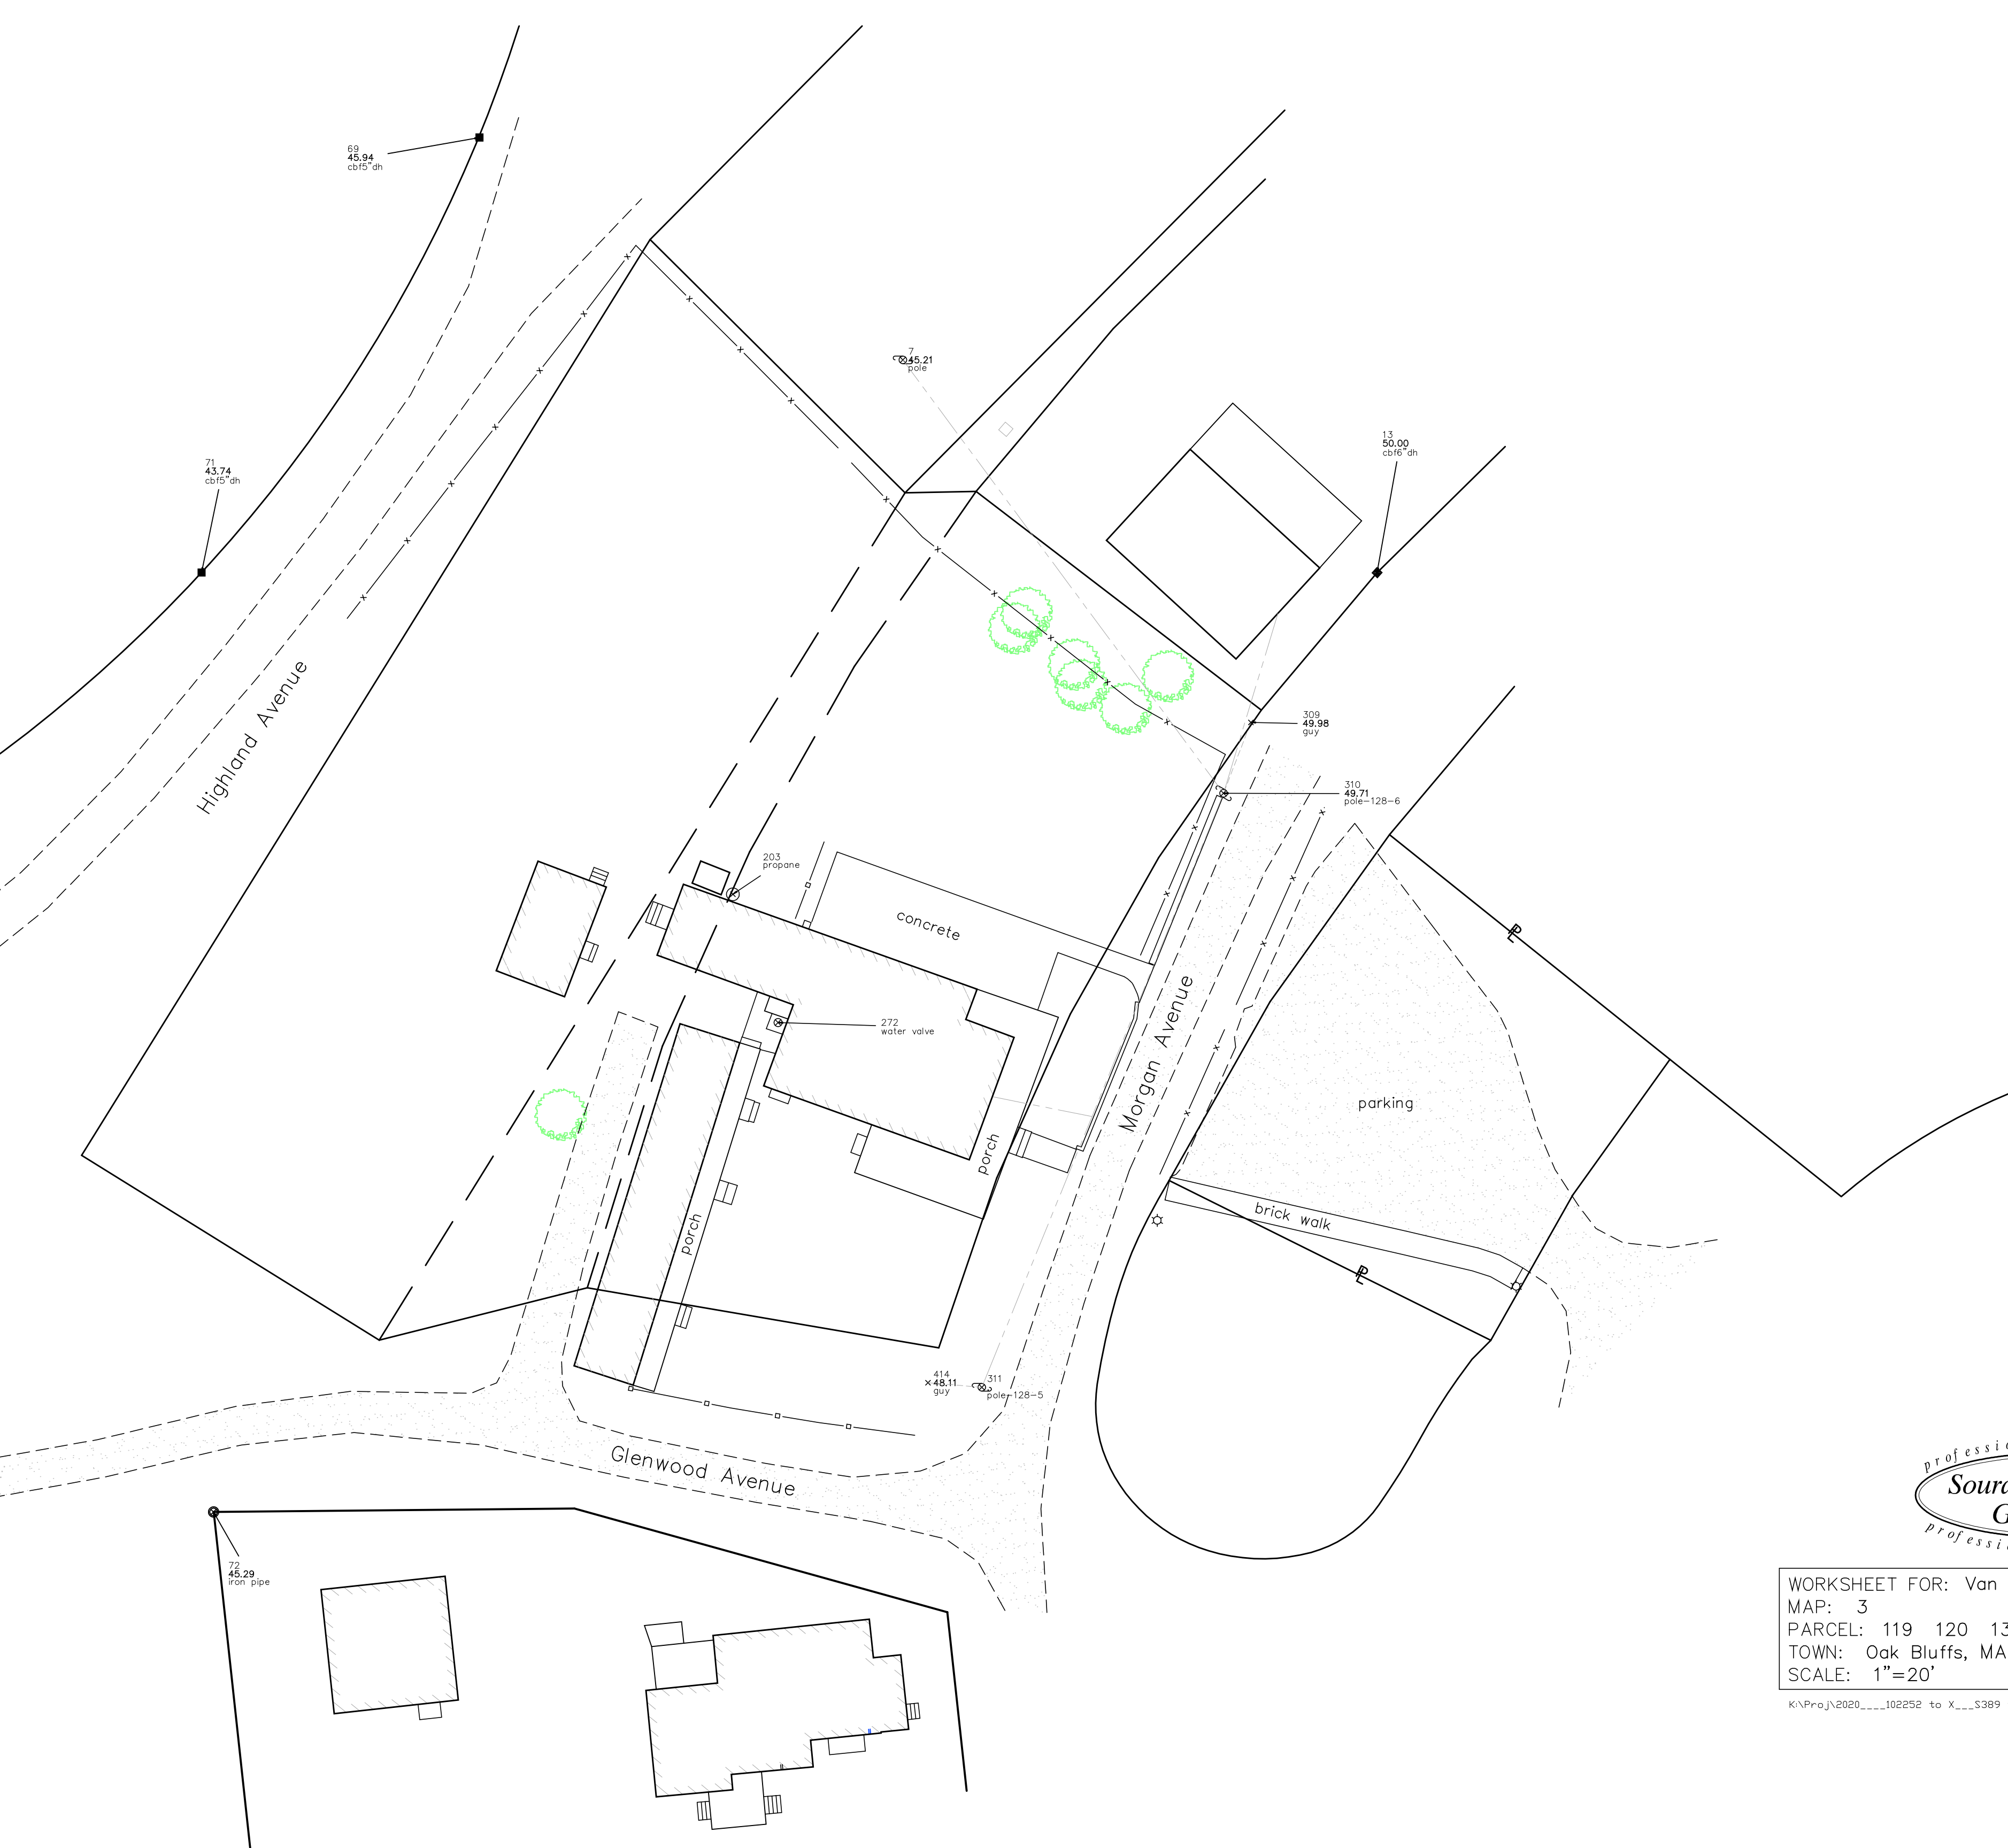 69
45.94
cbf5"dh
7
45.21
pole
13
50.00
cbf6"dh
71
43.74
cbf5"dh
309
49.98
guy
310
49.71
pole-128-6
Highland Avenue
203
propane
concrete
PL
272
water valve
Morgan Avenue
parking
porch
porch
brick walk
PL
414
48.11
guy
311
pole-128-5
Glenwood Avenue
72
45.29
iron pipe
WORKSHEET FOR: Van
MAP: 3
PARCEL: 119 120 13
TOWN: Oak Bluffs, MA
SCALE: 1"=20'
K:\Proj\2020____102252 to X___S389